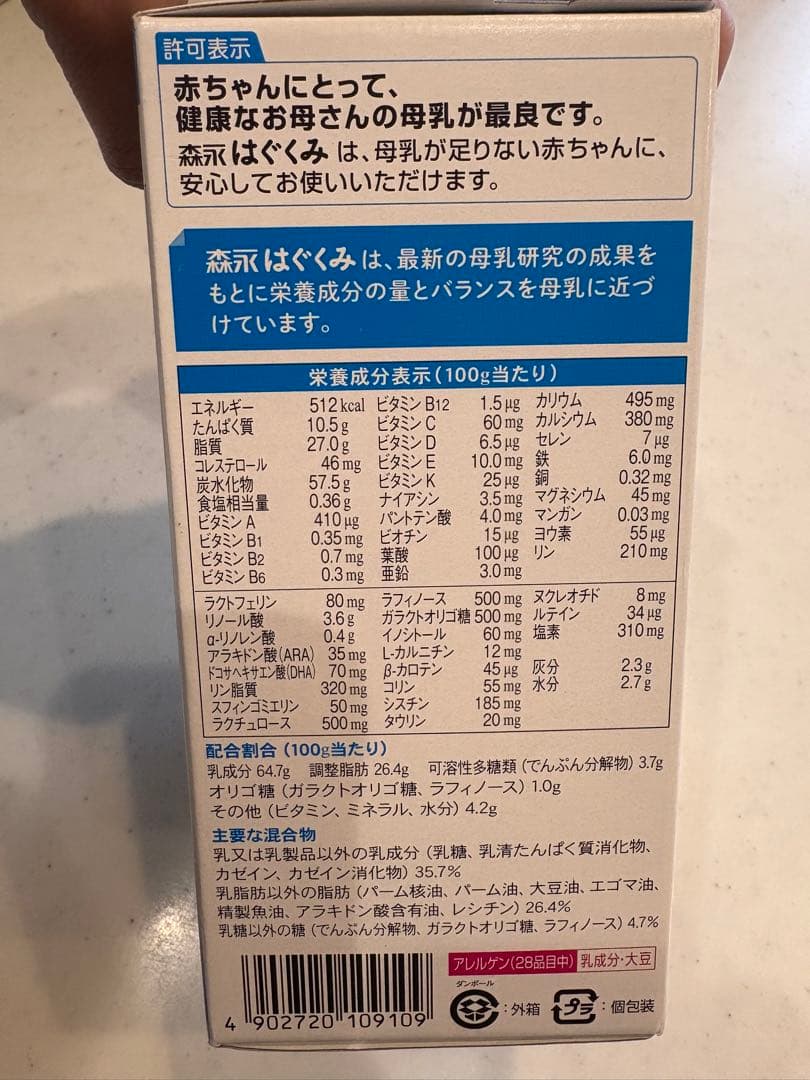 許可表示
赤ちゃんにとって、
健康なお母さんの母乳が最良です。
森永はぐくみは、母乳が足りない赤ちゃんに、
安心してお使いいただけます。
森永はぐくみは、最新の母乳研究の成果を
もとに栄養成分の量とバランスを母乳に近づ
けています。
栄養成分表示(100g当たり)
エネルギー 512kcal ビタミンB12 1.5μg カリウム 495mg
たんぱく質 10.5g ビタミンC 60mg カルシウム 380mg
脂質 27.0g ビタミンD 6.5μg セレン 7μg
コレステロール 46mg ビタミンE 10.0mg 鉄 6.0mg
炭水化物 57.5g ビタミンK 25μg 銅 0.32mg
食塩相当量 0.36g ナイアシン 3.5mg マグネシウム 45mg
ビタミンA 410μg パントテン酸 4.0mg マンガン 0.03mg
ビタミンB1 0.35mg ビオチン 15μg ヨウ素 55μg
ビタミンB2 0.7mg 葉酸 100μg リン 210mg
ビタミンB6 0.3mg 亜鉛 3.0mg
ラクトフェリン 80mg ラフィノース 500mg ヌクレオチド 8mg
リノール酸 3.6g ガラクトオリゴ糖 500mg ルテイン 34μg
α-リノレン酸 0.4g イノシトール 60mg 塩素 310mg
アラキドン酸(ARA) 35mg L-カルニチン 12mg
ドコサヘキサエン酸(DHA) 70mg β-カロテン 45μg 灰分 2.3g
リン脂質 320mg コリン 55mg 水分 2.7g
スフィンゴミエリン 50mg シスチン 185mg
ラクチュロース 500mg タウリン 20mg
配合割合(100g当たり)
乳成分 64.7g 調整脂肪 26.4g 可溶性多糖類(でんぷん分解物) 3.7g
オリゴ糖(ガラクトオリゴ糖、ラフィノース) 1.0g
その他(ビタミン、ミネラル、水分) 4.2g
主要な混合物
乳又は乳製品以外の乳成分(乳糖、乳清たんぱく質消化物、
カゼイン、カゼイン消化物) 35.7%
乳脂肪以外の脂肪(パーム核油、パーム油、大豆油、エゴマ油、
精製魚油、アラキドン酸含有油、レシチン) 26.4%
乳糖以外の糖(でんぷん分解物、ガラクトオリゴ糖、ラフィノース) 4.7%
アレルゲン(28品目中) 乳成分・大豆
ダンボール
:外箱 プラ :個包装
4 902720 109109